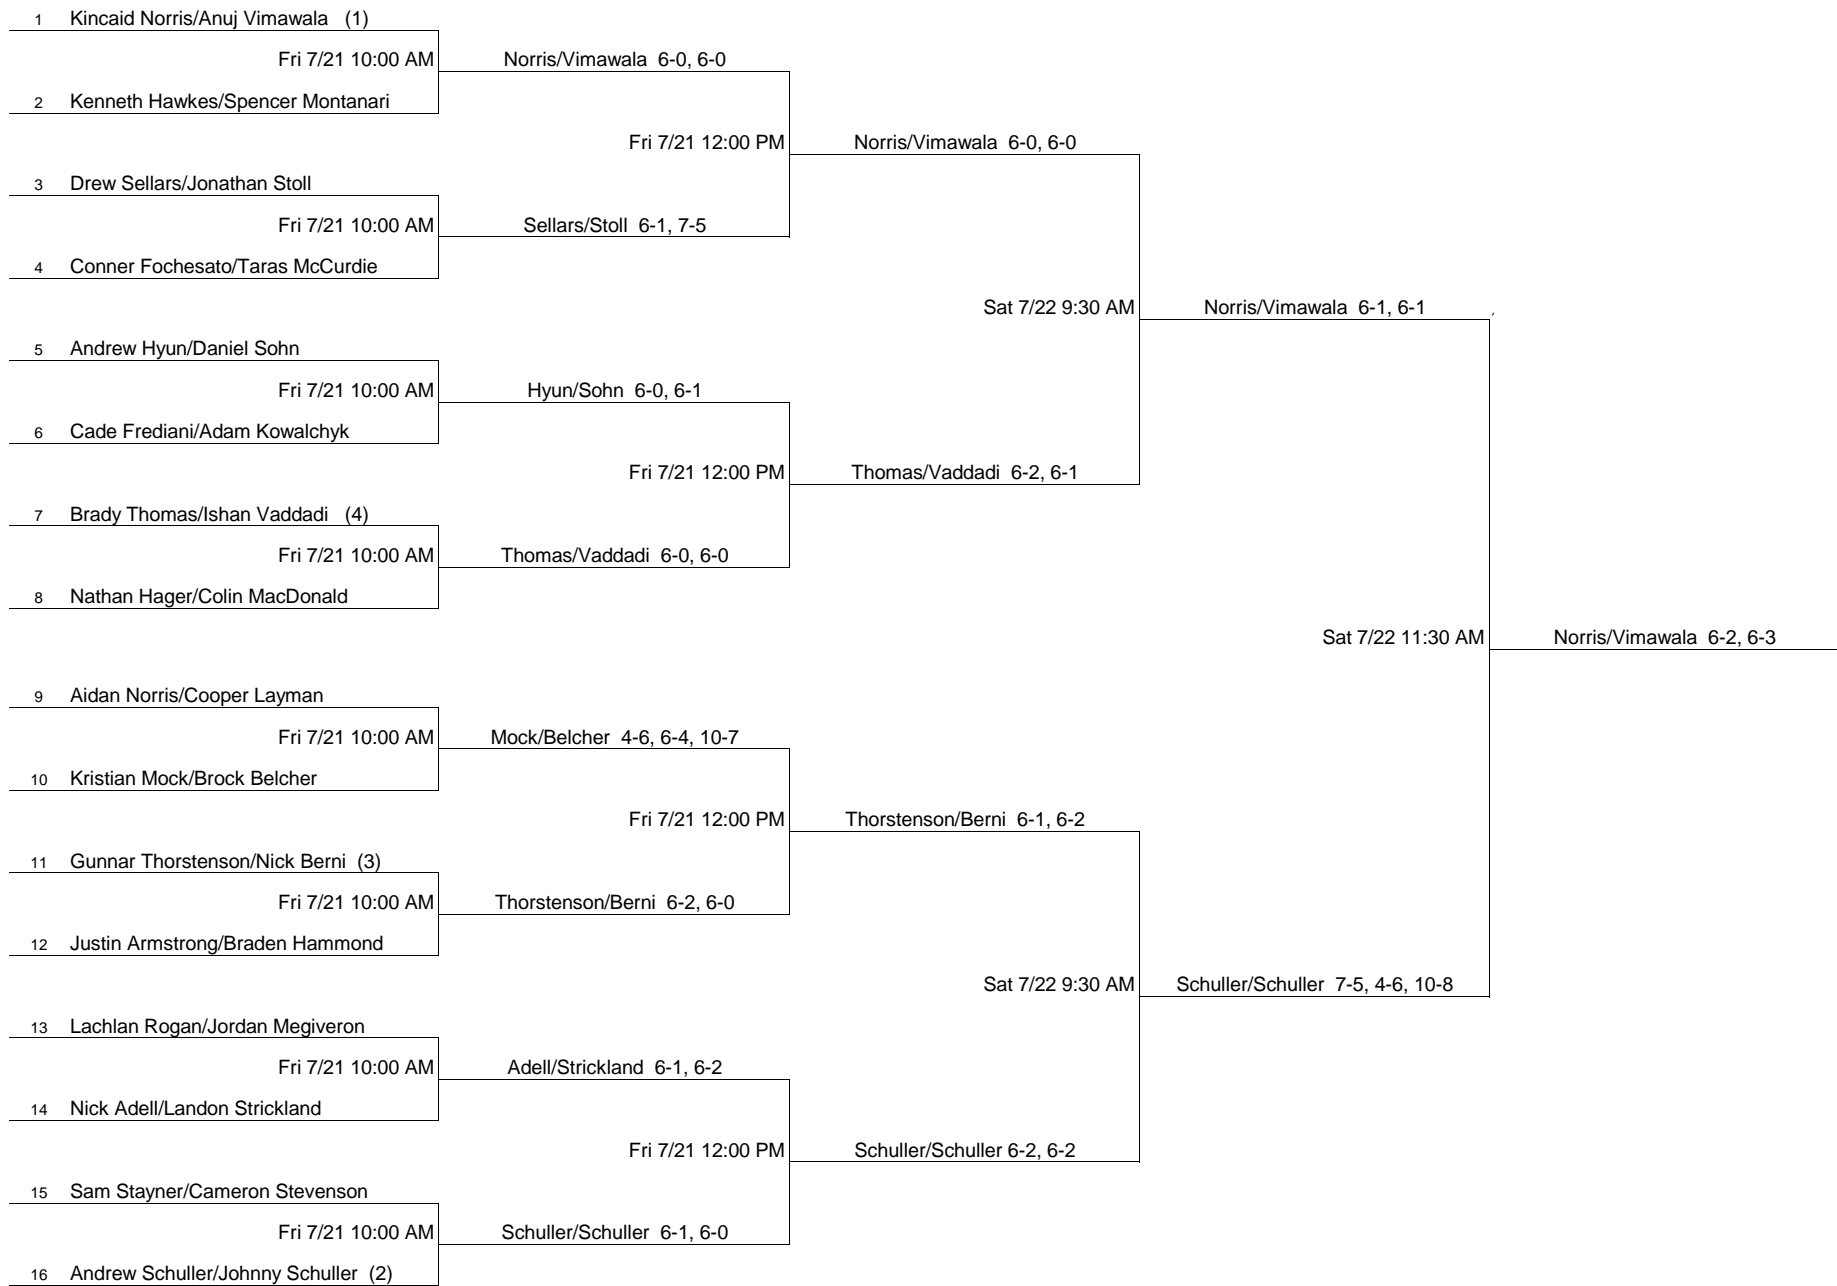 1 Kincaid Norris/Anuj Vimawala (1)
Fri 7/21 10:00 AM
Norris/Vimawala 6-0, 6-0
2 Kenneth Hawkes/Spencer Montanari
Fri 7/21 12:00 PM
Norris/Vimawala 6-0, 6-0
3 Drew Sellars/Jonathan Stoll
Fri 7/21 10:00 AM
Sellars/Stoll 6-1, 7-5
4 Conner Fochesato/Taras McCurdie
Sat 7/22 9:30 AM
Norris/Vimawala 6-1, 6-1
,
5 Andrew Hyun/Daniel Sohn
Fri 7/21 10:00 AM
Hyun/Sohn 6-0, 6-1
6 Cade Frediani/Adam Kowalchyk
Fri 7/21 12:00 PM
Thomas/Vaddadi 6-2, 6-1
7 Brady Thomas/Ishan Vaddadi (4)
Fri 7/21 10:00 AM
Thomas/Vaddadi 6-0, 6-0
8 Nathan Hager/Colin MacDonald
Sat 7/22 11:30 AM
Norris/Vimawala 6-2, 6-3
9 Aidan Norris/Cooper Layman
Fri 7/21 10:00 AM
Mock/Belcher 4-6, 6-4, 10-7
10 Kristian Mock/Brock Belcher
Fri 7/21 12:00 PM
Thorstenson/Berni 6-1, 6-2
11 Gunnar Thorstenson/Nick Berni (3)
Fri 7/21 10:00 AM
Thorstenson/Berni 6-2, 6-0
12 Justin Armstrong/Braden Hammond
Sat 7/22 9:30 AM
Schuller/Schuller 7-5, 4-6, 10-8
13 Lachlan Rogan/Jordan Megiveron
Fri 7/21 10:00 AM
Adell/Strickland 6-1, 6-2
14 Nick Adell/Landon Strickland
Fri 7/21 12:00 PM
Schuller/Schuller 6-2, 6-2
15 Sam Stayner/Cameron Stevenson
Fri 7/21 10:00 AM
Schuller/Schuller 6-1, 6-0
16 Andrew Schuller/Johnny Schuller (2)